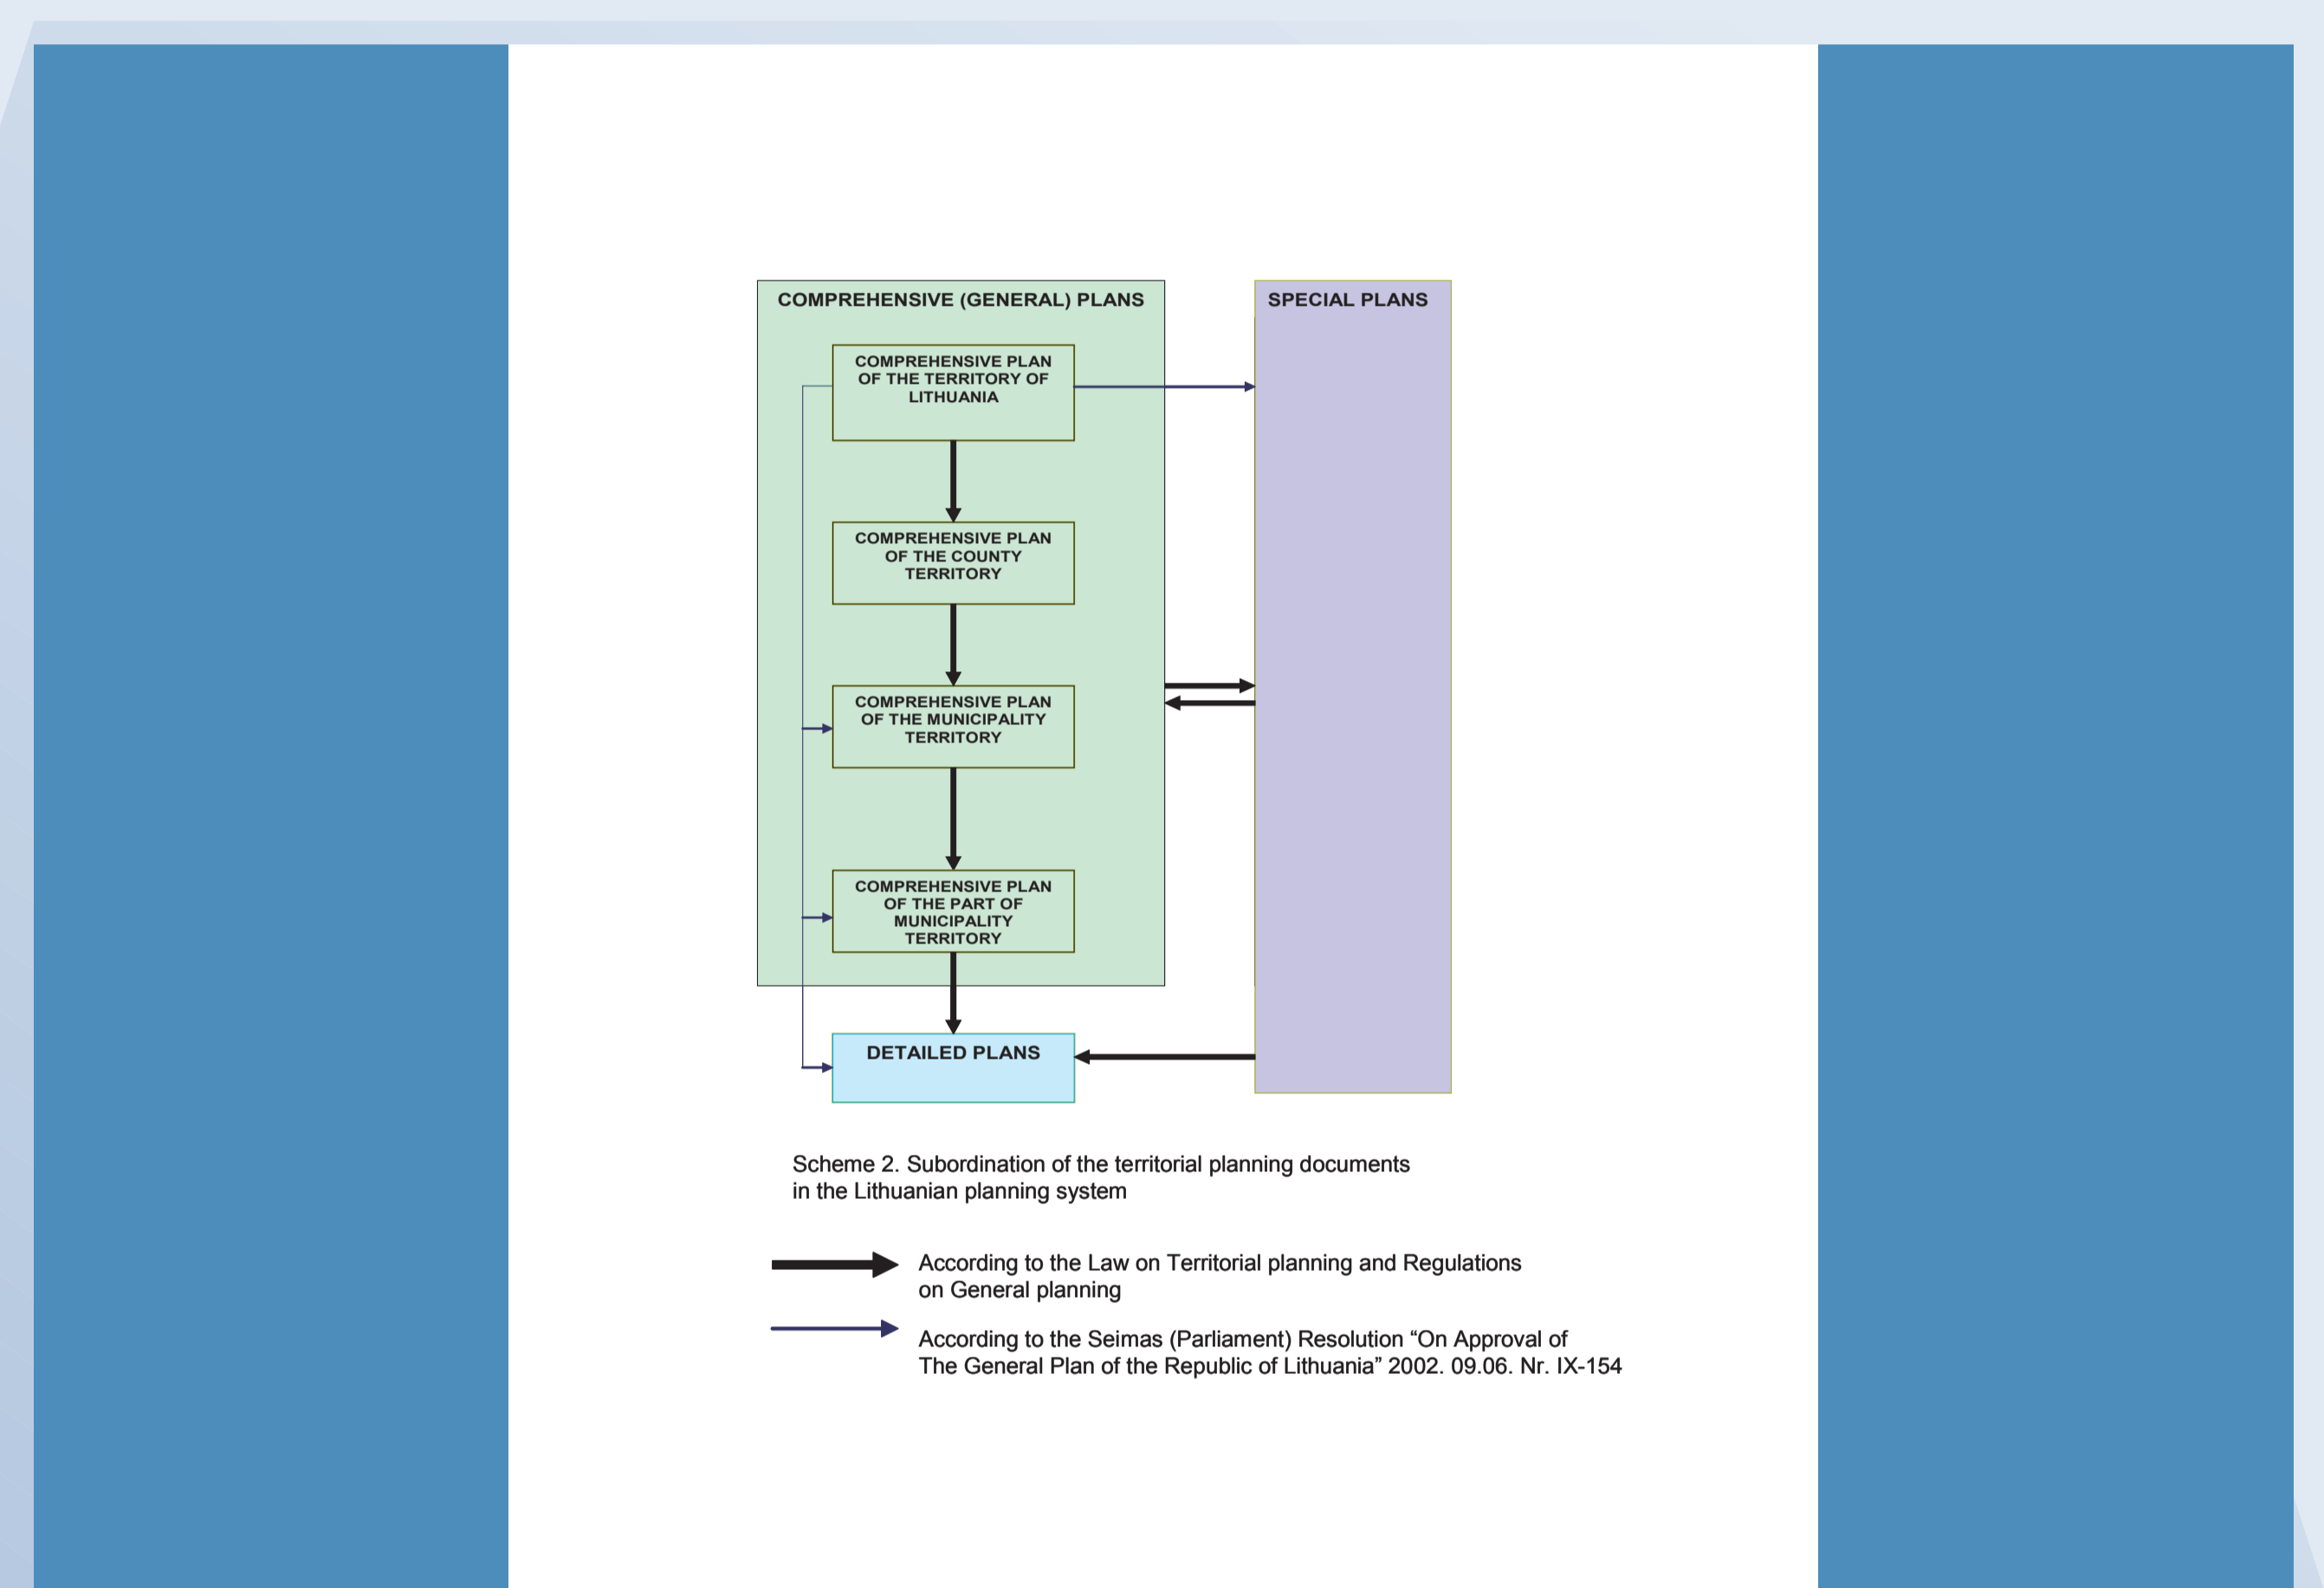 COMPREHENSIVE (GENERAL) PLANS
SPECIAL PLANS
COMPREHENSIVE PLAN
OF THE TERRITORY OF
LITHUANIA
COMPREHENSIVE PLAN
OF THE COUNTY
TERRITORY
COMPREHENSIVE PLAN
OF THE MUNICIPALITY
TERRITORY
COMPREHENSIVE PLAN
OF THE PART OF
MUNICIPALITY
TERRITORY
DETAILED PLANS
Scheme 2. Subordination of the territorial planning documents
in the Lithuanian planning system
According to the Law on Territorial planning and Regulations
on General planning
According to the Seimas (Parliament) Resolution “On Approval of
The General Plan of the Republic of Lithuania” 2002. 09.06. Nr. IX-154